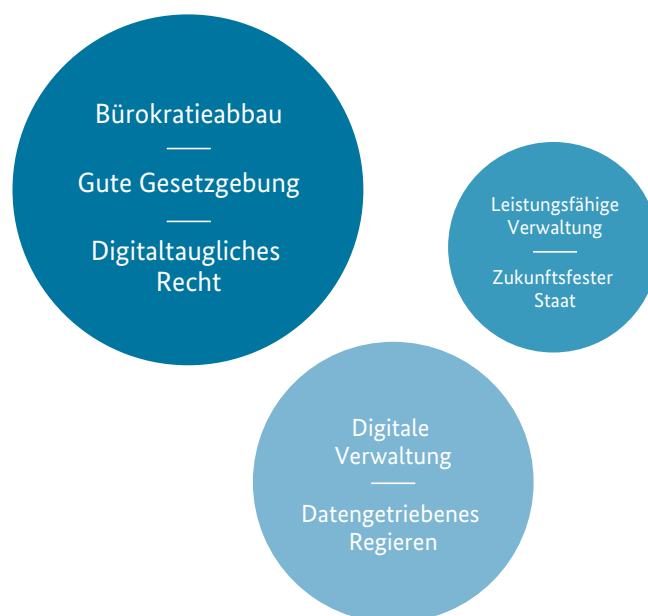 Bürokratieabbau
Gute Gesetzgebung
Digitaltaugliches
Recht
Leistungsfähige
Verwaltung
Zukunftsfester
Staat
Digitale
Verwaltung
Datengetriebenes
Regieren